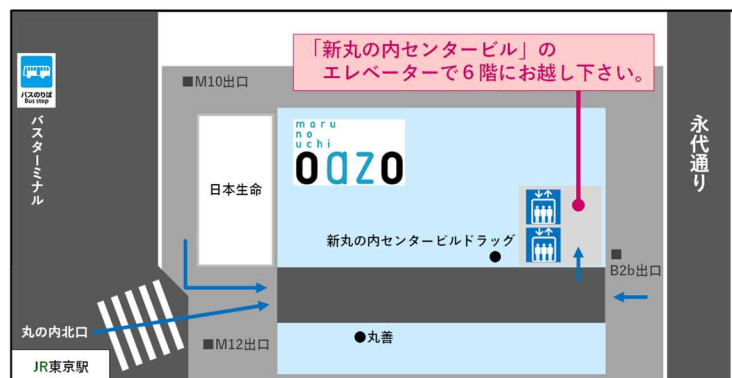 「新丸の内センタービル」の
エレベーターで６階にお越し下さい。
バスのりば
Bus stop
バスターミナル
■M10出口
maru
no
uchi
oazo
日本生命
永代通り
新丸の内センタービルドラッグ
■
B2b出口
丸の内北口
■M12出口
●丸善
JR東京駅